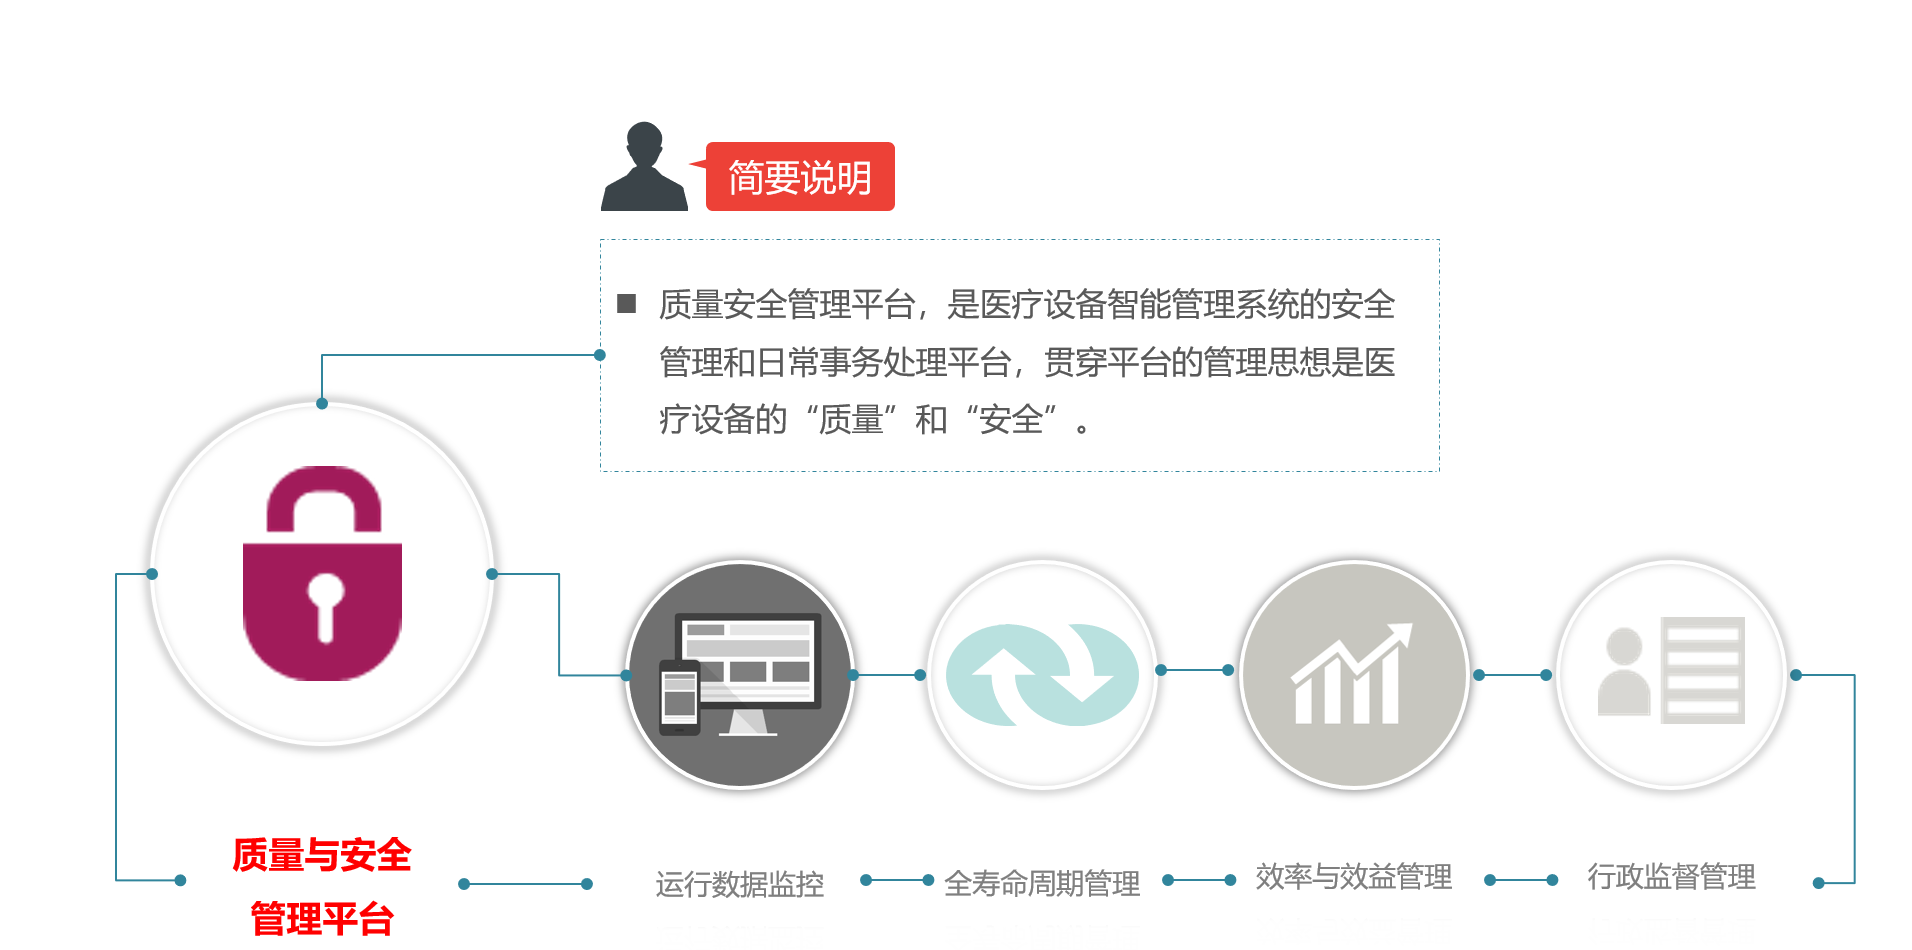 简要说明
■ 质量安全管理平台，是医疗设备智能管理系统的安全
管理和日常事务处理平台，贯穿平台的管理思想是医
疗设备的“质量”和“安全”。
质量与安全
管理平台
运行数据监控
全寿命周期管理
效率与效益管理
行政监督管理